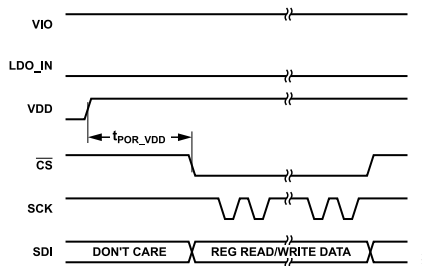 VIO
LDO_IN
VDD
tPOR_VDD
CS
SCK
SDI DON'T CARE REG READ/WRITE DATA